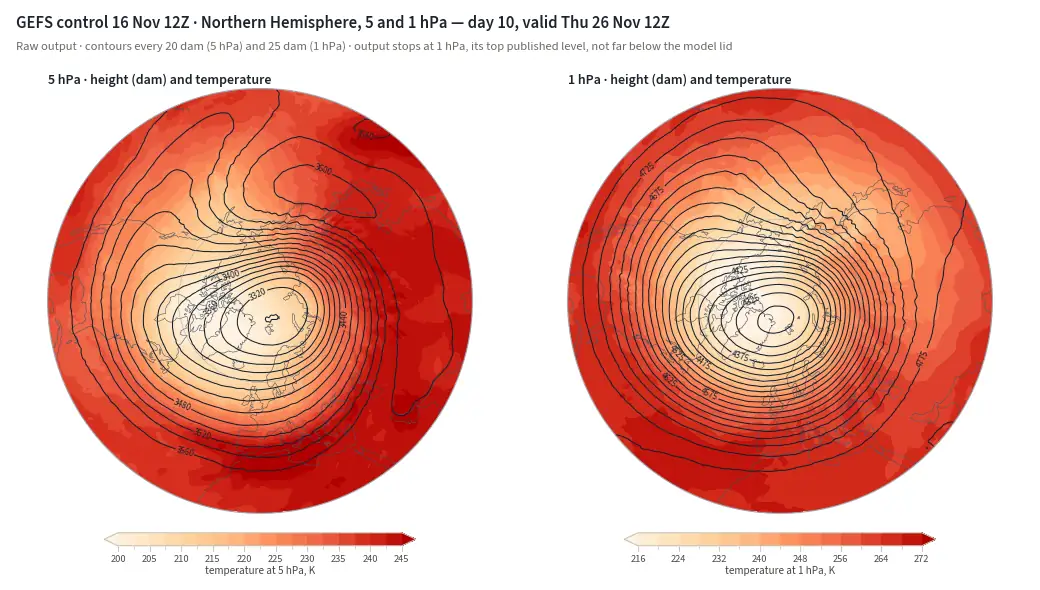 GEFS control 16 Nov 12Z · Northern Hemisphere, 5 and 1 hPa — day 10, valid Thu 26 Nov 12Z
Raw output · contours every 20 dam (5 hPa) and 25 dam (1 hPa) · output stops at 1 hPa, its top published level, not far below the model lid
5 hPa · height (dam) and temperature
1 hPa · height (dam) and temperature
3600
3400
3320
3440
3480
3520
3560
4725
4675
4425
4375
4475
4575
4775
200 205 210 215 220 225 230 235 240 245
temperature at 5 hPa, K
216 224 232 240 248 256 264 272
temperature at 1 hPa, K